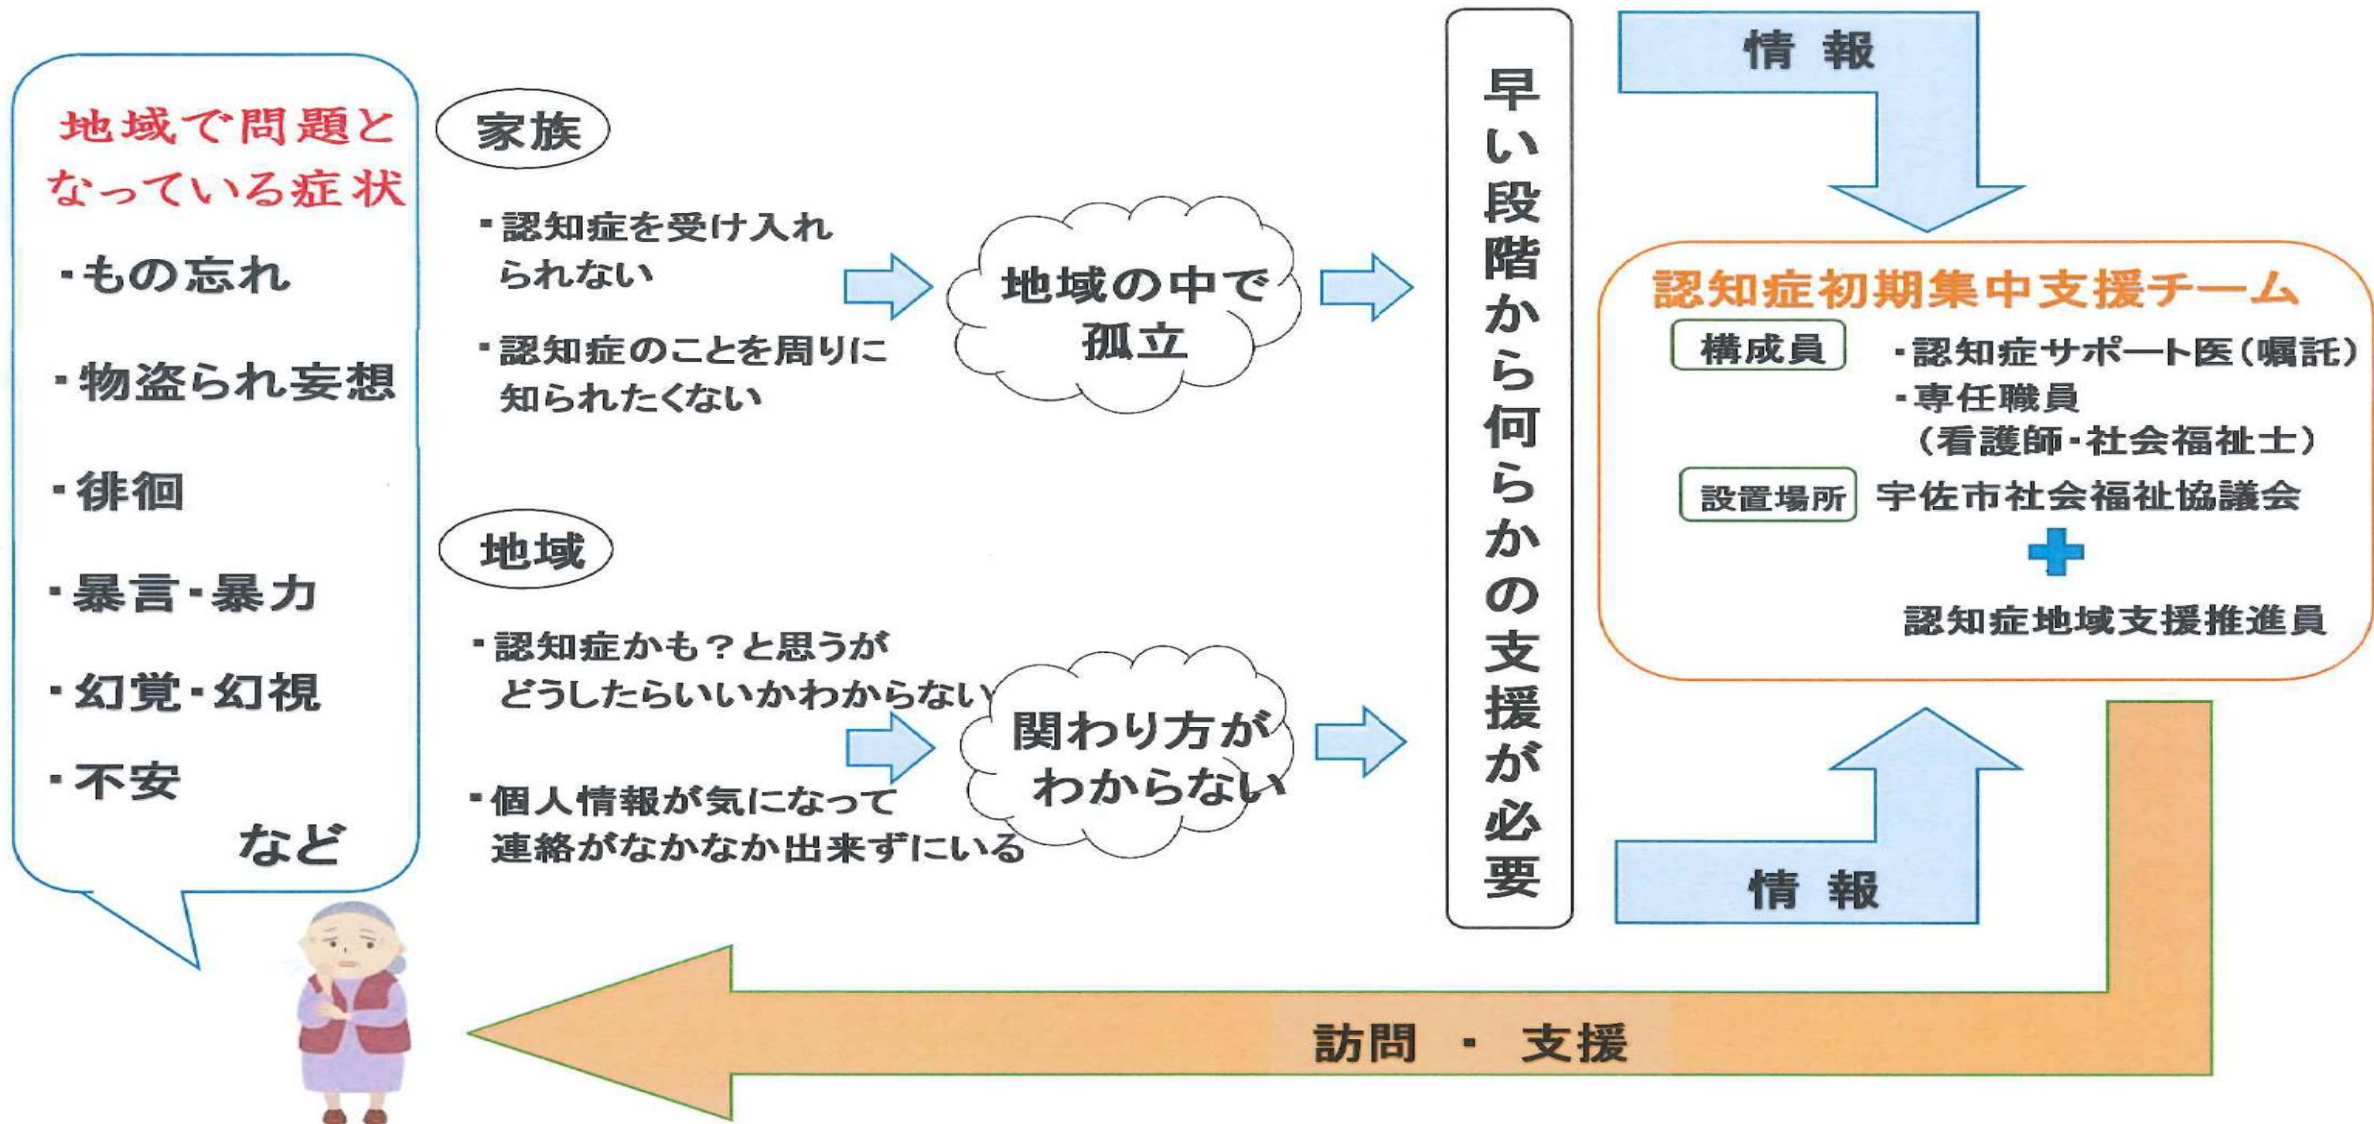 地域で問題と
なっている症状
・もの忘れ
・物盗られ妄想
・徘徊
・暴言・暴力
・幻覚・幻視
・不安
など
家族
・認知症を受け入れ
られない
・認知症のことを周りに
知られたくない
地域の中で
孤立
地域
・認知症かも？と思うが
どうしたらいいかわからない
・個人情報が気になって
連絡がなかなか出来ずにいる
関わり方が
わからない
早い段階から何らかの支援が必要
情報
認知症初期集中支援チーム
構成員 ・認知症サポート医（嘱託）
・専任職員
（看護師・社会福祉士）
設置場所 宇佐市社会福祉協議会
認知症地域支援推進員
情報
訪問 ・ 支援